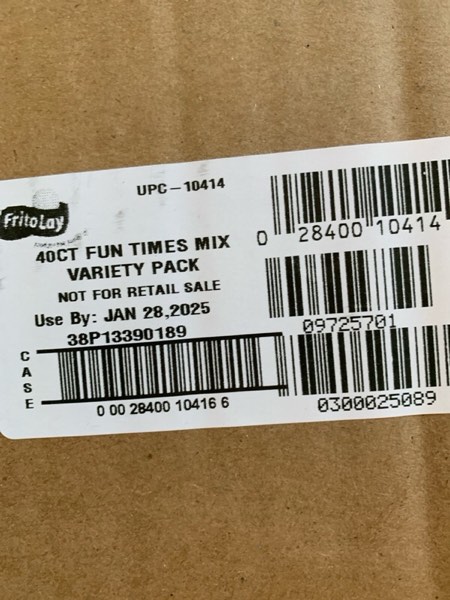 UPC – 10414
FritoLay
40CT FUN TIMES MIX
VARIETY PACK
NOT FOR RETAIL SALE
Use By: JAN 28,2025
38P13390189
CASE
0 00 28400 10416 6
0 28400 10414
09725701
0300025089